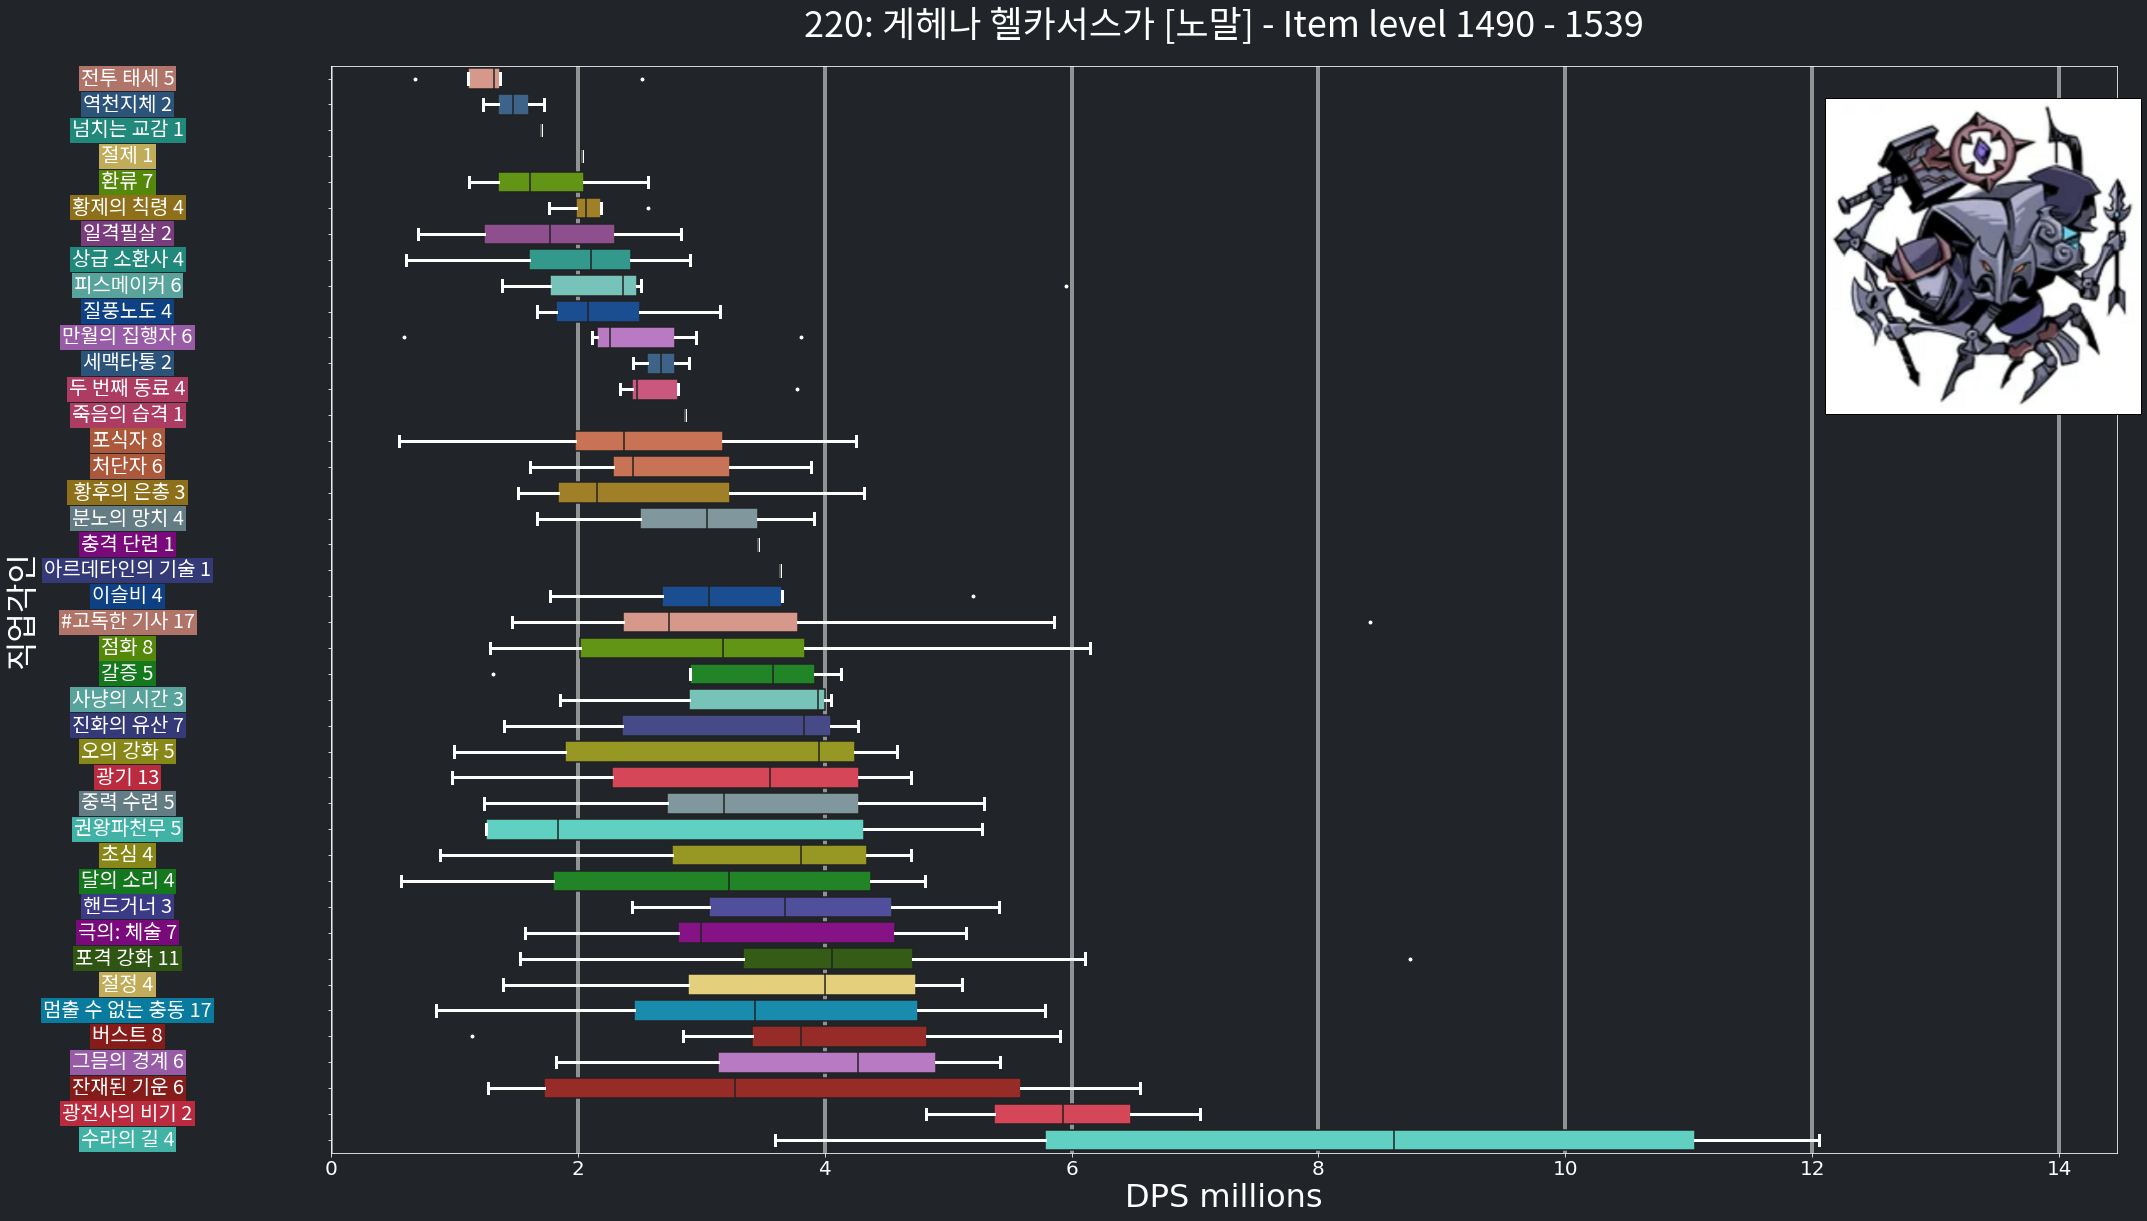 220: 게헤나 헬카서스가 [노말] - Item level 1490 - 1539
전투 태세 5
역천지체 2
넘치는 교감 1
절제 1
환류 7
황제의 칙령 4
일격필살 2
상급 소환사 4
피스메이커 6
질풍노도 4
만월의 집행자 6
세맥타통 2
두 번째 동료 4
죽음의 습격 1
포식자 8
처단자 6
황후의 은총 3
분노의 망치 4
충격 단련 1
아르데타인의 기술 1
이슬비 4
#고독한 기사 17
점화 8
갈증 5
사냥의 시간 3
진화의 유산 7
오의 강화 5
광기 13
중력 수련 5
권왕파천무 5
초심 4
달의 소리 4
핸드거너 3
극의: 체술 7
포격 강화 11
절정 4
멈출 수 없는 충동 17
버스트 8
그믐의 경계 6
잔재된 기운 6
광전사의 비기 2
수라의 길 4
직업각인
0 2 4 6 8 10 12 14
DPS millions